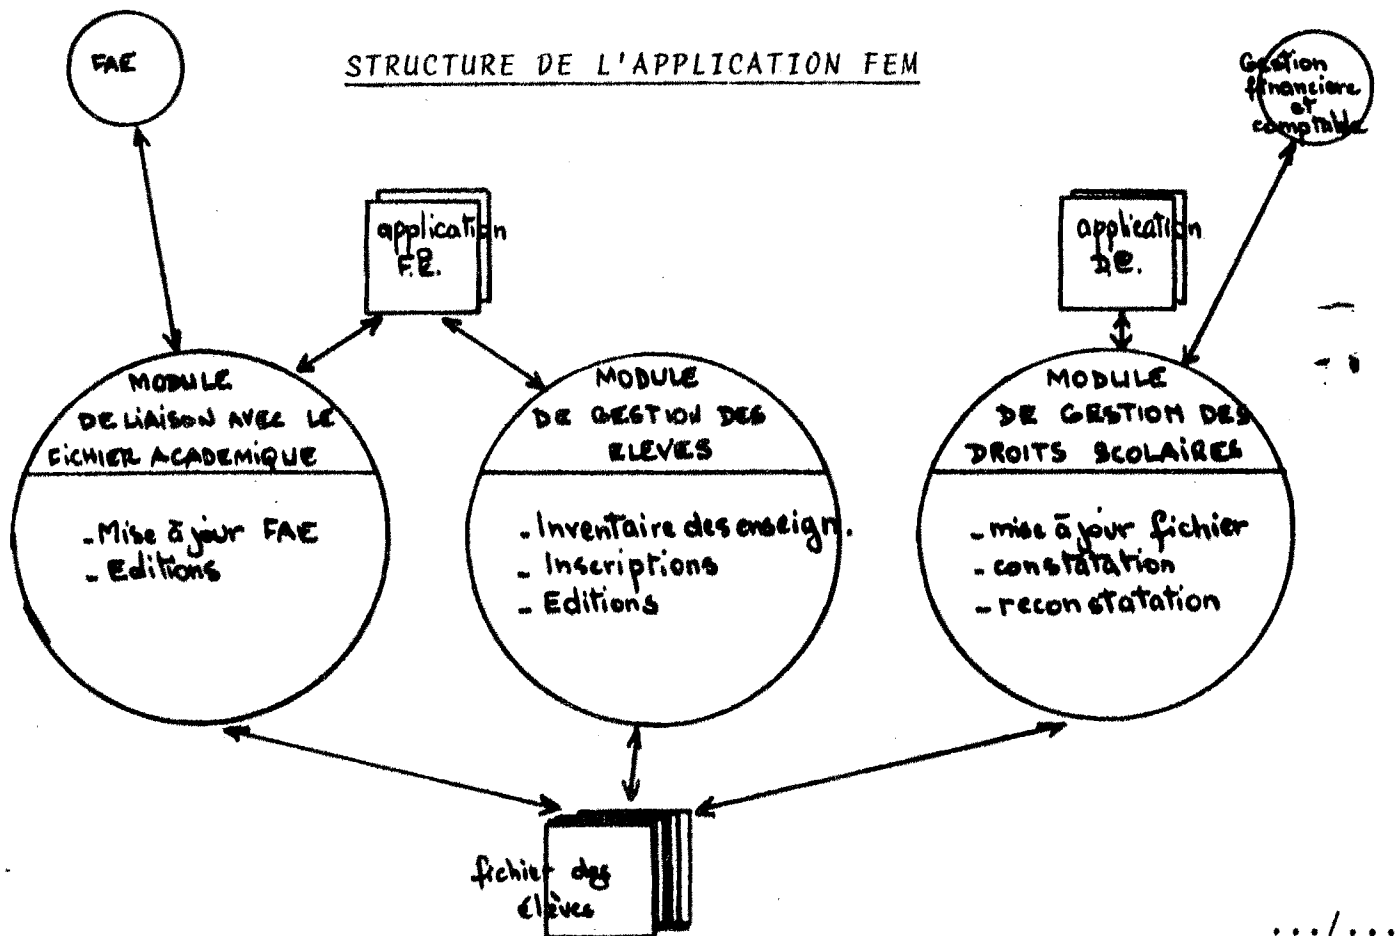 FAE
STRUCTURE DE L'APPLICATION FEM
Gestion
financière
et
comptable
application
F.E.
application
MODULE
DE LIAISON AVEC LE
FICHIER ACADEMIQUE
- Mise à jour FAE
- Editions
MODULE
DE GESTION DES
ELEVES
- Inventaire des enseign.
- Inscriptions
- Editions
MODULE
DE GESTION DES
DROITS SCOLAIRES
- mise à jour fichier
- constatation
- reconstatation
fichier des
élèves
.../...